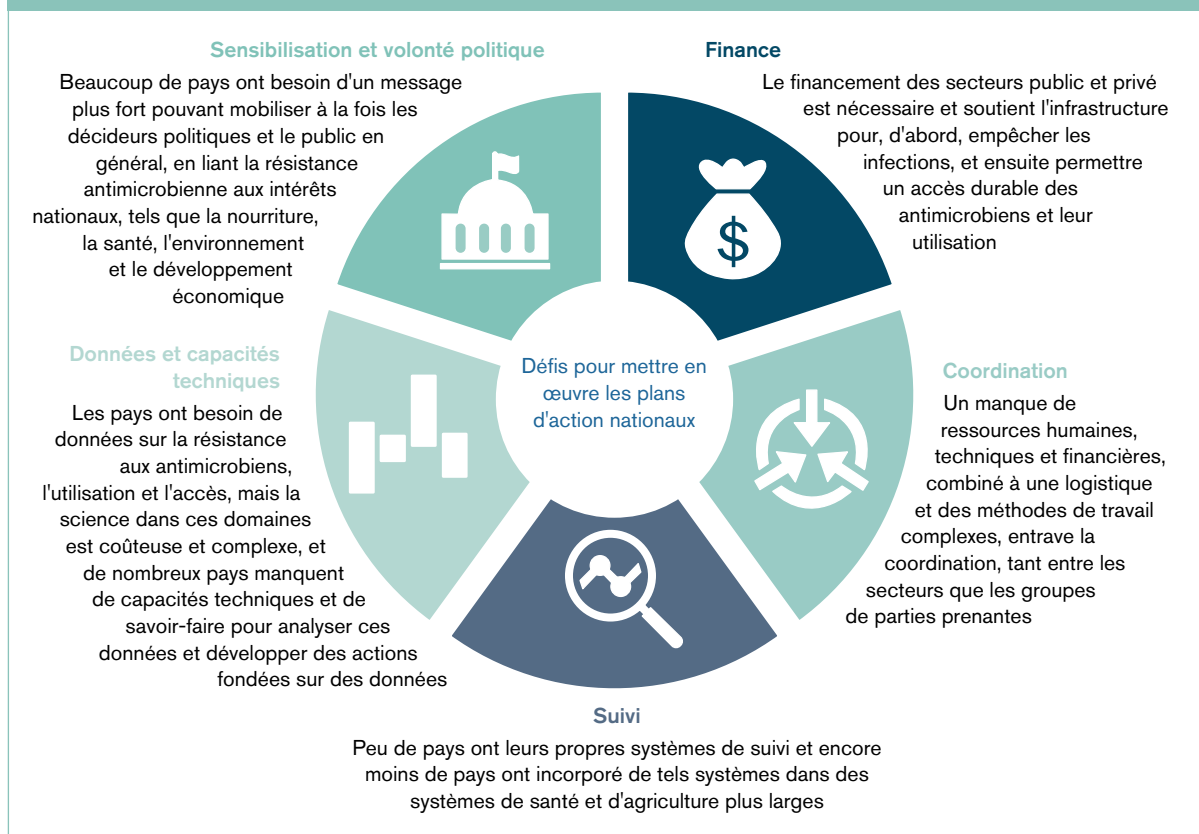 Sensibilisation et volonté politique
Beaucoup de pays ont besoin d'un message
plus fort pouvant mobiliser à la fois les
décideurs politiques et le public en
général, en liant la résistance
antimicrobienne aux intérêts
nationaux, tels que la nourriture,
la santé, l'environnement
et le développement
économique
Finance
Le financement des secteurs public et privé
est nécessaire et soutient l'infrastructure
pour, d'abord, empêcher les
infections, et ensuite permettre
un accès durable des
antimicrobiens et leur
utilisation
$
Défis pour mettre en
œuvre les plans
d'action nationaux
Données et capacités
techniques
Les pays ont besoin de
données sur la résistance
aux antimicrobiens,
l'utilisation et l'accès, mais la
science dans ces domaines
est coûteuse et complexe, et
de nombreux pays manquent
de capacités techniques et de
savoir-faire pour analyser ces
données et développer des actions
fondées sur des données
Coordination
Un manque de
ressources humaines,
techniques et financières,
combiné à une logistique
et des méthodes de travail
complexes, entrave la
coordination, tant entre les
secteurs que les groupes
de parties prenantes
Suivi
Peu de pays ont leurs propres systèmes de suivi et encore
moins de pays ont incorporé de tels systèmes dans des
systèmes de santé et d'agriculture plus larges